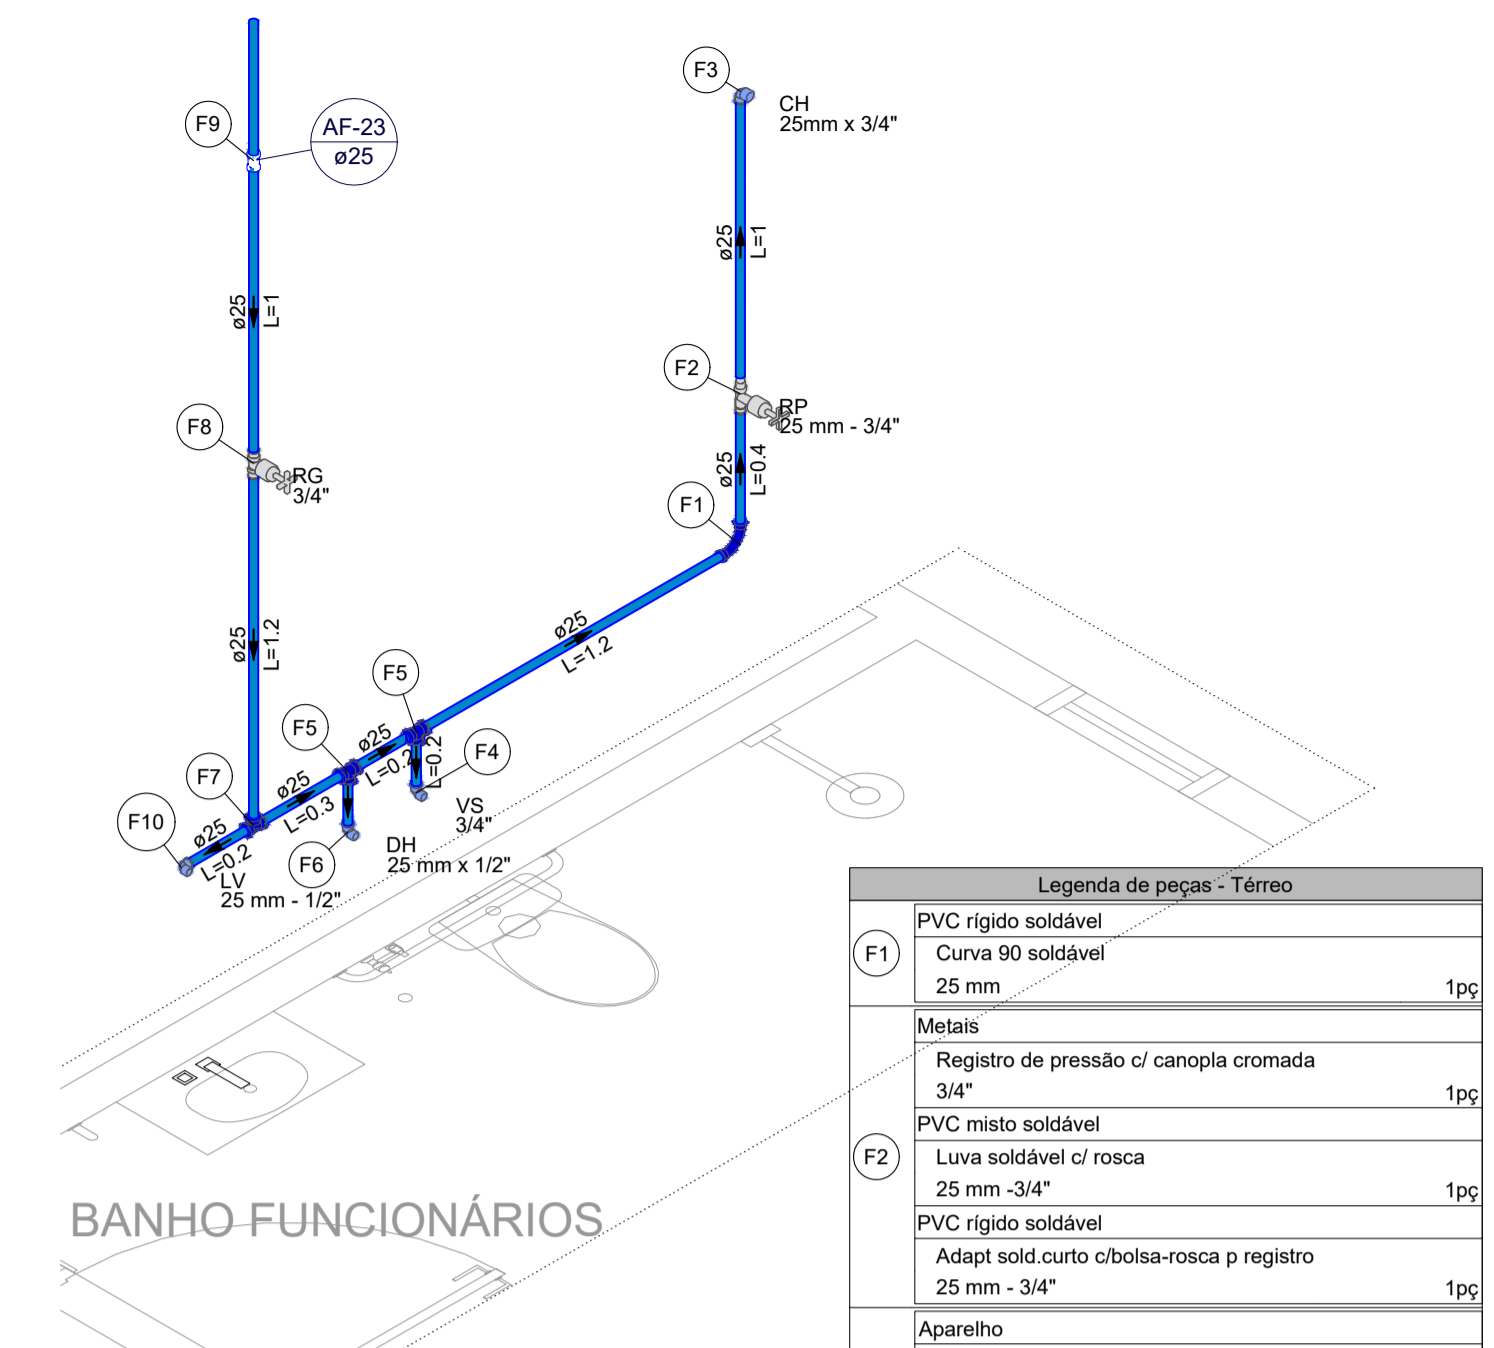 F3
CH
25mm x 3/4"
F9
AF-23
ø25
ø25
L=1
ø25
L=1
F2
RP
25 mm - 3/4"
F8
RG
3/4"
ø25
L=0.4
F1
ø25
L=1.2
ø25
L=1.2
F5
F5
ø25
L=0.2
L=0.2
F4
F7
ø25
L=0.3
VS
3/4"
F10
ø25
L=0.2
F6
DH
25 mm x 1/2"
LV
25 mm - 1/2"
BANHO FUNCIONÁRIOS
Legenda de peças - Térreo
F1
PVC rígido soldável
Curva 90 soldável
25 mm 1pç
F2
Metais
Registro de pressão c/ canopla cromada
3/4" 1pç
PVC misto soldável
Luva soldável c/ rosca
25 mm -3/4" 1pç
PVC rígido soldável
Adapt sold.curto c/bolsa-rosca p registro
25 mm - 3/4" 1pç
Aparelho